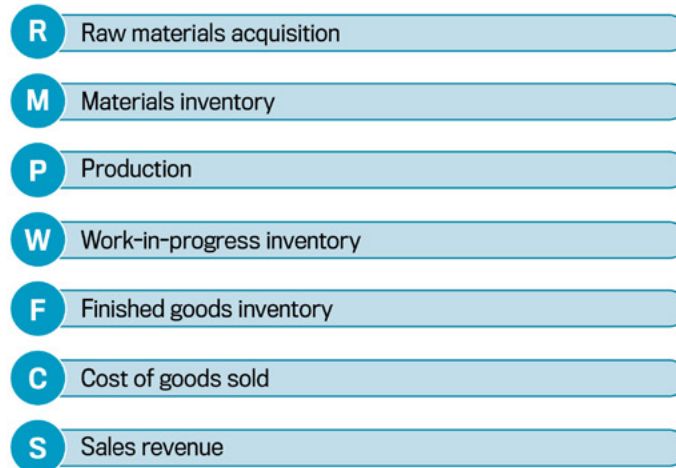 R Raw materials acquisition
M Materials inventory
P Production
W Work-in-progress inventory
F Finished goods inventory
C Cost of goods sold
S Sales revenue